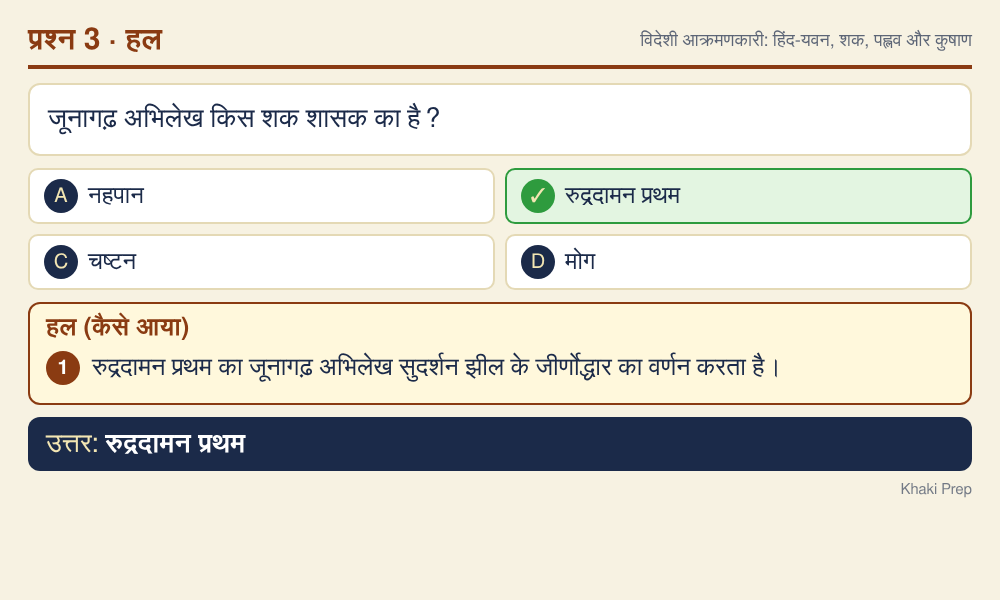 प्रश्न 3 · हल
विदेशी आक्रमणकारी: हिंद-यवन, शक, पह्लव और कुषाण
जूनागढ़ अभिलेख किस शक शासक का है ?
A नहपान
✓ रुद्रदामन प्रथम
C चष्टन
D मोग
हल (कैसे आया)
1 रुद्रदामन प्रथम का जूनागढ़ अभिलेख सुदर्शन झील के जीर्णोद्धार का वर्णन करता है।
उत्तर: रुद्रदामन प्रथम
Khaki Prep